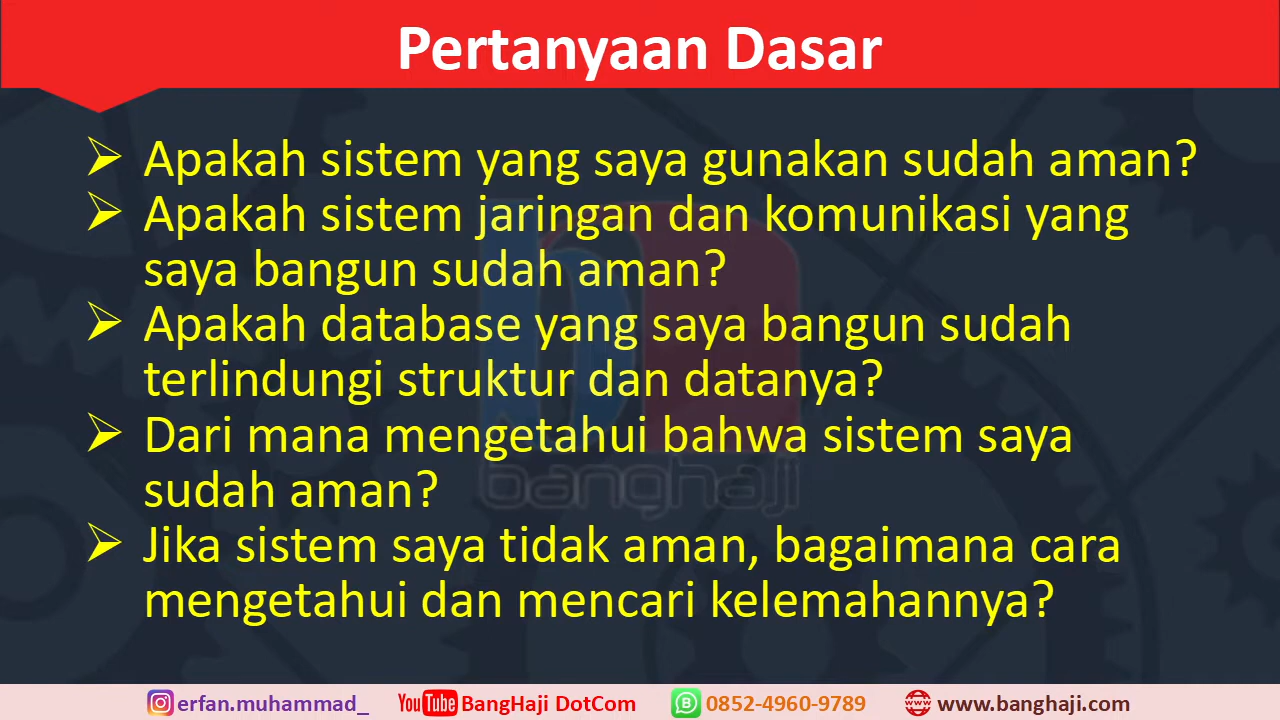 Pertanyaan Dasar
➢ Apakah sistem yang saya gunakan sudah aman?
➢ Apakah sistem jaringan dan komunikasi yang
saya bangun sudah aman?
➢ Apakah database yang saya bangun sudah
terlindungi struktur dan datanya?
➢ Dari mana mengetahui bahwa sistem saya
sudah aman?
banghaji
➢ Jika sistem saya tidak aman, bagaimana cara
mengetahui dan mencari kelemahannya?
erfan.muhammad_ YouTube BangHaji DotCom 0852-4960-9789 www.banghaji.com